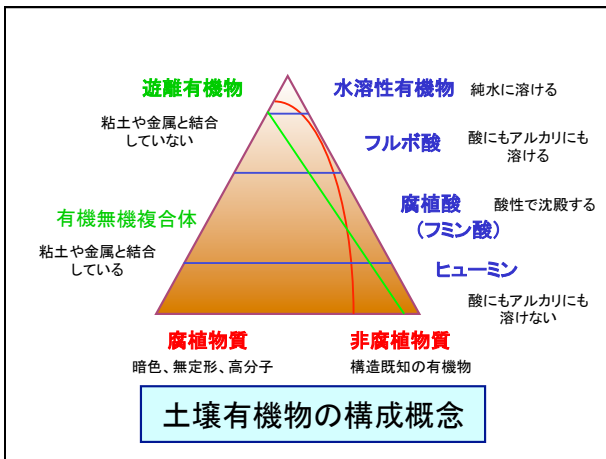 遊離有機物
粘土や金属と結合
していない
水溶性有機物 純水に溶ける
フルボ酸 酸にもアルカリにも
溶ける
有機無機複合体
粘土や金属と結合
している
腐植酸 酸性で沈殿する
(フミン酸)
ヒューミン
酸にもアルカリにも
溶けない
腐植物質
暗色、無定形、高分子
非腐植物質
構造既知の有機物
土壌有機物の構成概念